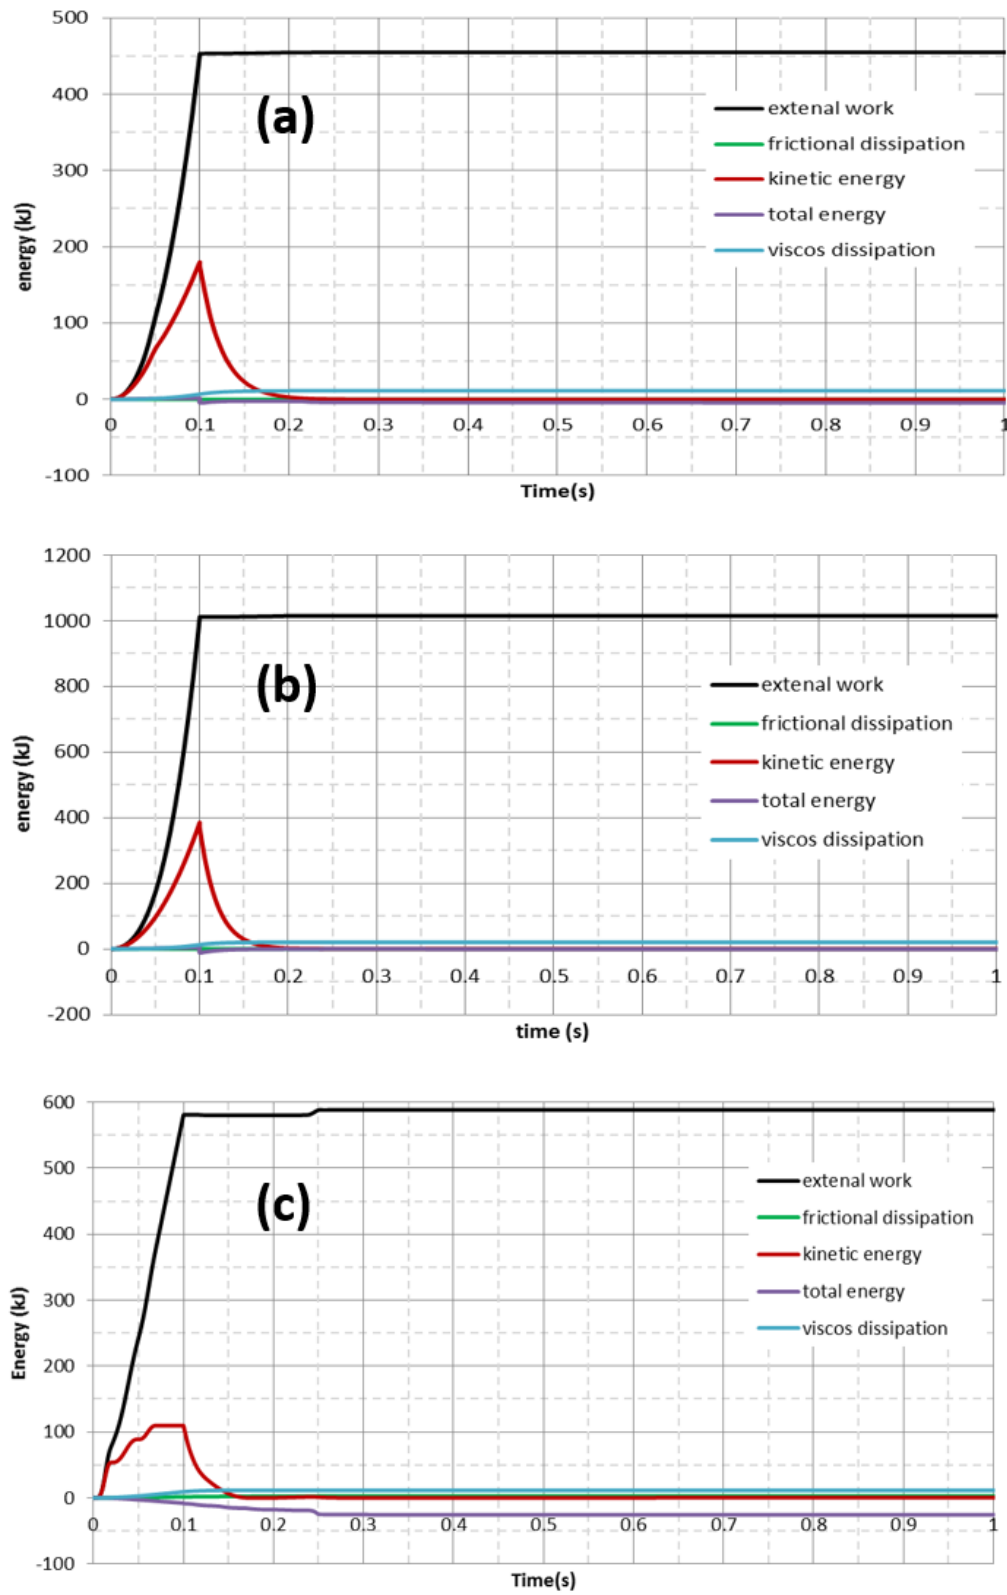 500
400
300
200
100
0
-100
energy (kJ)
(a)
extenal work
frictional dissipation
kinetic energy
total energy
viscos dissipation
0 0.1 0.2 0.3 0.4 0.5 0.6 0.7 0.8 0.9 1
Time(s)
1200
1000
800
600
400
200
0
-200
energy (kJ)
(b)
extenal work
frictional dissipation
kinetic energy
total energy
viscos dissipation
0 0.1 0.2 0.3 0.4 0.5 0.6 0.7 0.8 0.9 1
time (s)
600
500
400
300
200
100
0
-100
Energy (kJ)
(c)
extenal work
frictional dissipation
kinetic energy
total energy
viscos dissipation
0 0.1 0.2 0.3 0.4 0.5 0.6 0.7 0.8 0.9 1
Time(s)